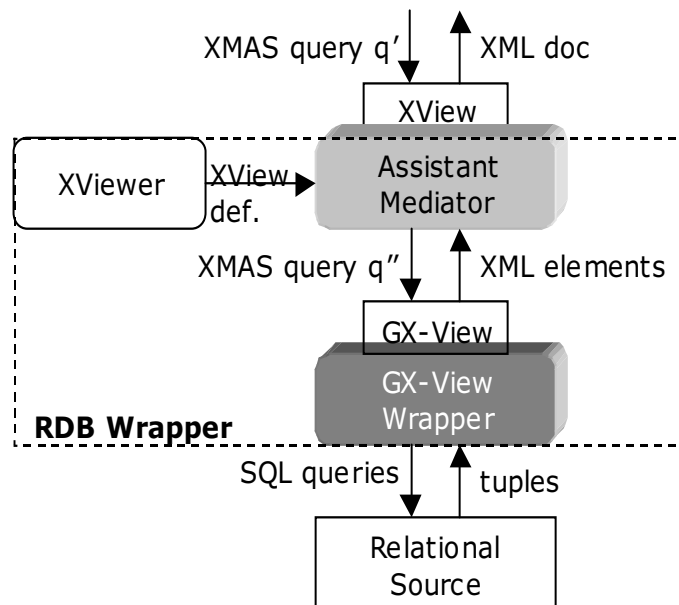 XMAS query q’
XML doc
XView
XViewer
XView
def.
Assistant
Mediator
XMAS query q”
XML elements
GX-View
GX-View
Wrapper
RDB Wrapper
SQL queries
tuples
Relational
Source